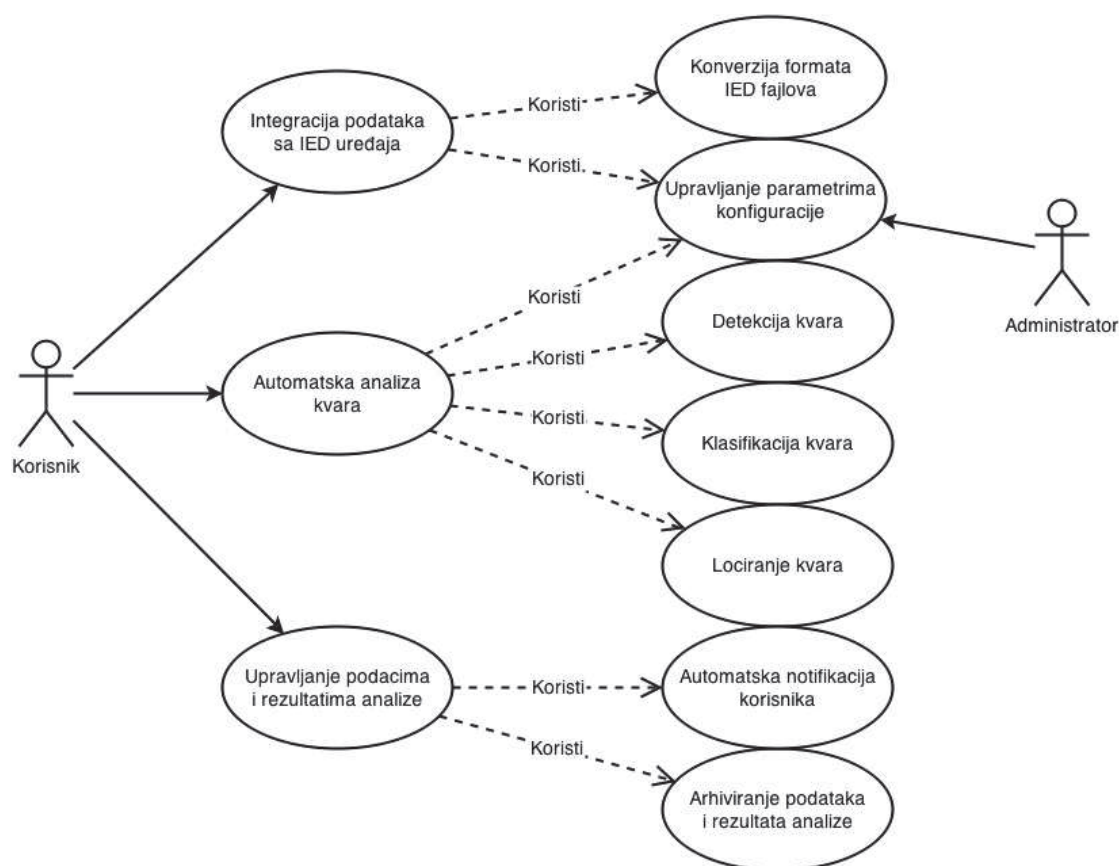 Konverzija formata
IED fajlova
Koristi
Integracija podataka
sa IED uređaja
Koristi
Upravljanje parametrima
konfiguracije
Administrator
Koristi
Detekcija kvara
Koristi
Automatska analiza
kvara
Koristi
Klasifikacija kvara
Korisnik
Koristi
Lociranje kvara
Upravljanje podacima
i rezultatima analize
Koristi
Automatska notifikacija
korisnika
Koristi
Arhiviranje podataka
i rezultata analize